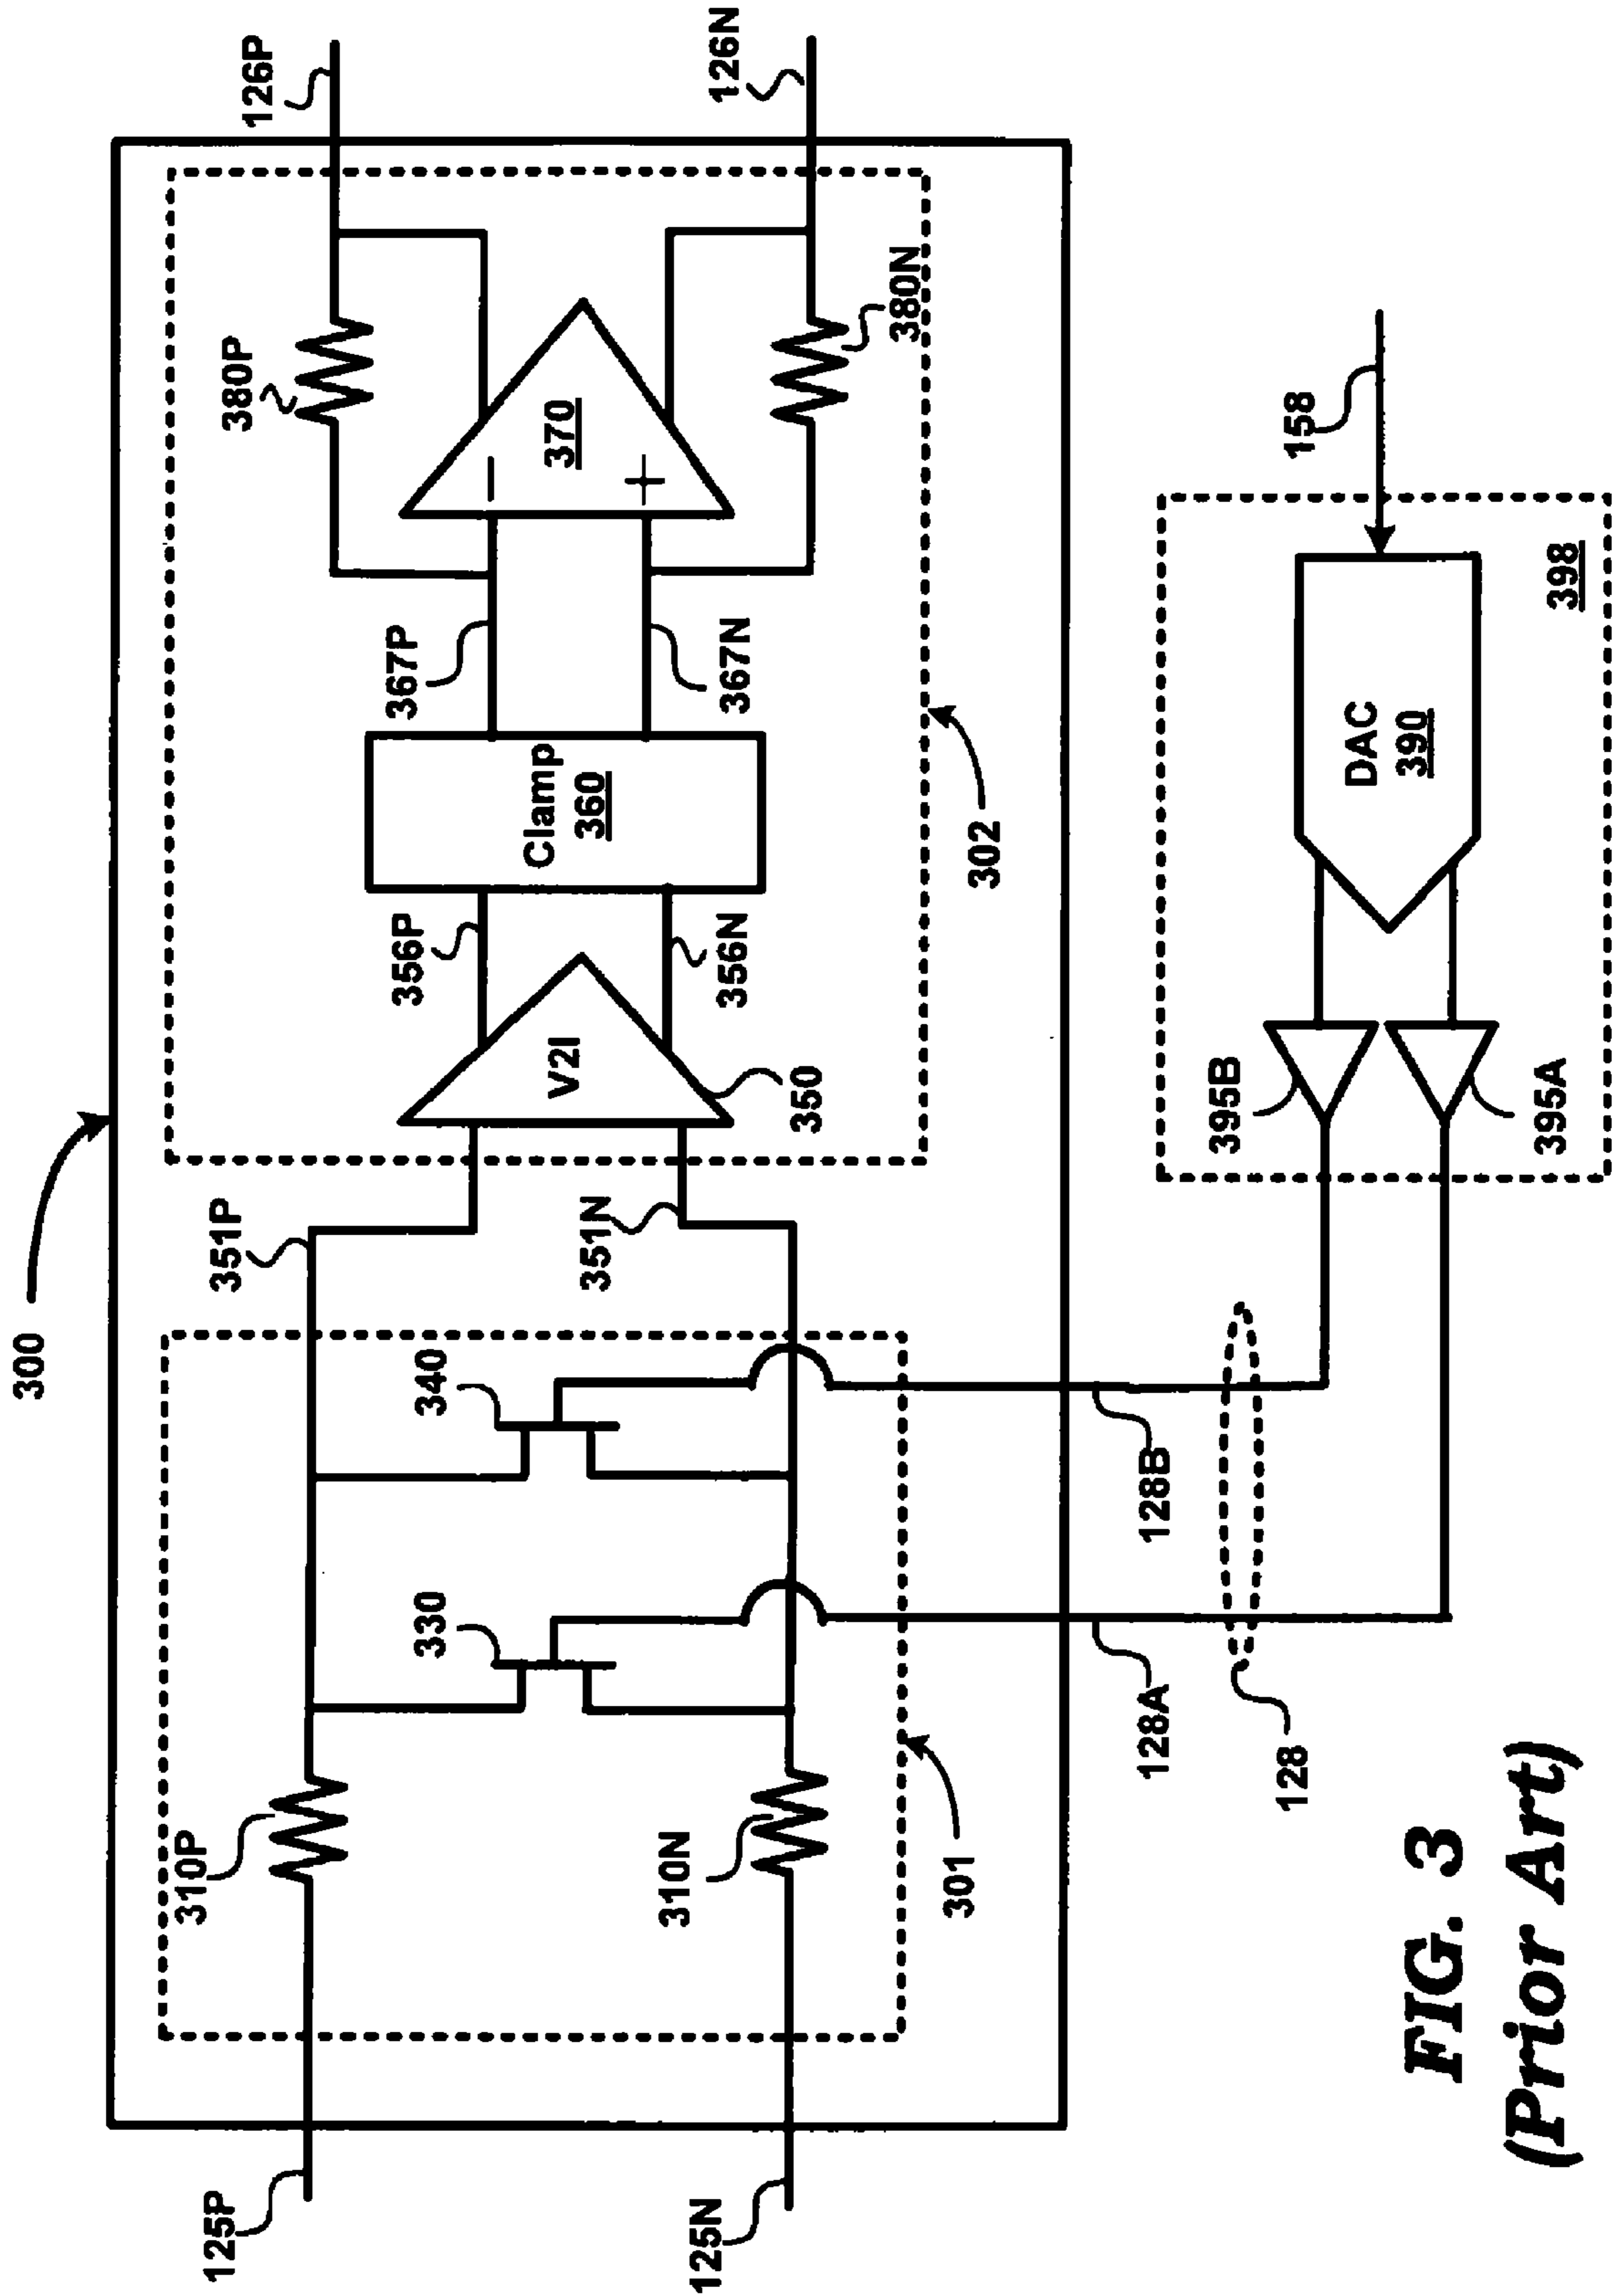 300
125P
125N
310P
310N
301
330
340
351P
351N
V2I
350
356P
356N
Clamp
360
302
367P
367N
370
−
+
380P
380N
126P
126N
128A
128B
128
395B
395A
DAC
390
398
158
FIG. 3
(Prior Art)